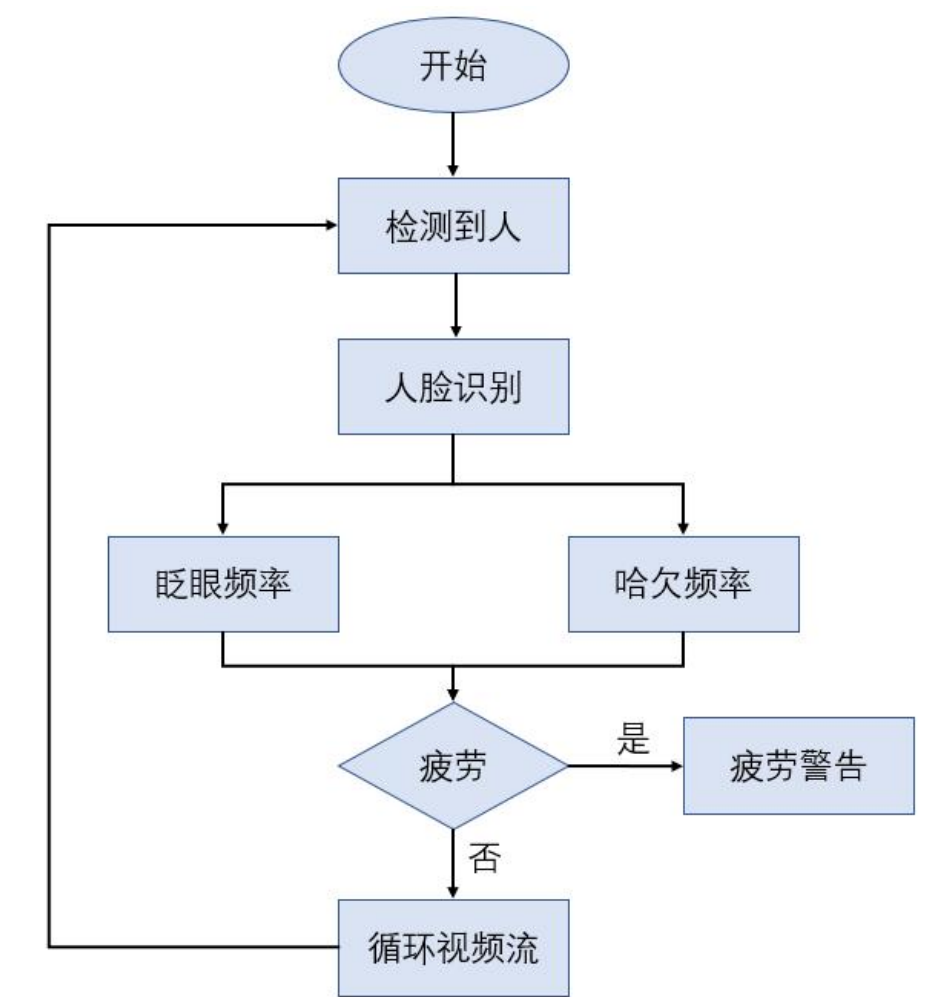 开始
检测到人
人脸识别
眨眼频率
哈欠频率
疲劳
是
疲劳警告
否
循环视频流